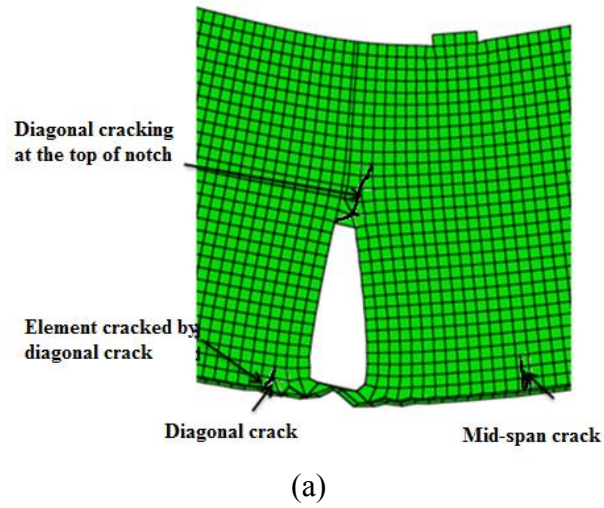 Diagonal cracking
at the top of notch
Element cracked by
diagonal crack
Diagonal crack
Mid-span crack
(a)